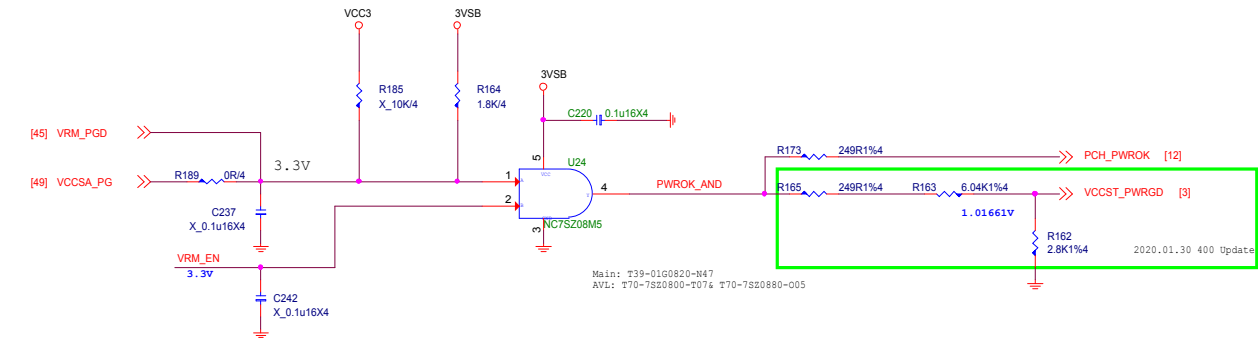 VCC3
3VSB
3VSB
R185
X_10K/4
R164
1.8K/4
C220
0.1u16X4
[45] VRM_PGD
3.3V
[49] VCCSA_PG
R189
0R/4
1
2
5
VCC
U24
4
3
NC7SZ08M5
PWROK_AND
R173
249R1%4
PCH_PWROK [12]
R165
249R1%4
R163
6.04K1%4
VCCST_PWRGD [3]
1.01661V
C237
X_0.1u16X4
R162
2.8K1%4
2020.01.30 400 Update
VRM_EN
3.3V
C242
X_0.1u16X4
Main: T39-01G0820-N47
AVL: T70-7SZ0800-T07& T70-7SZ0880-O05